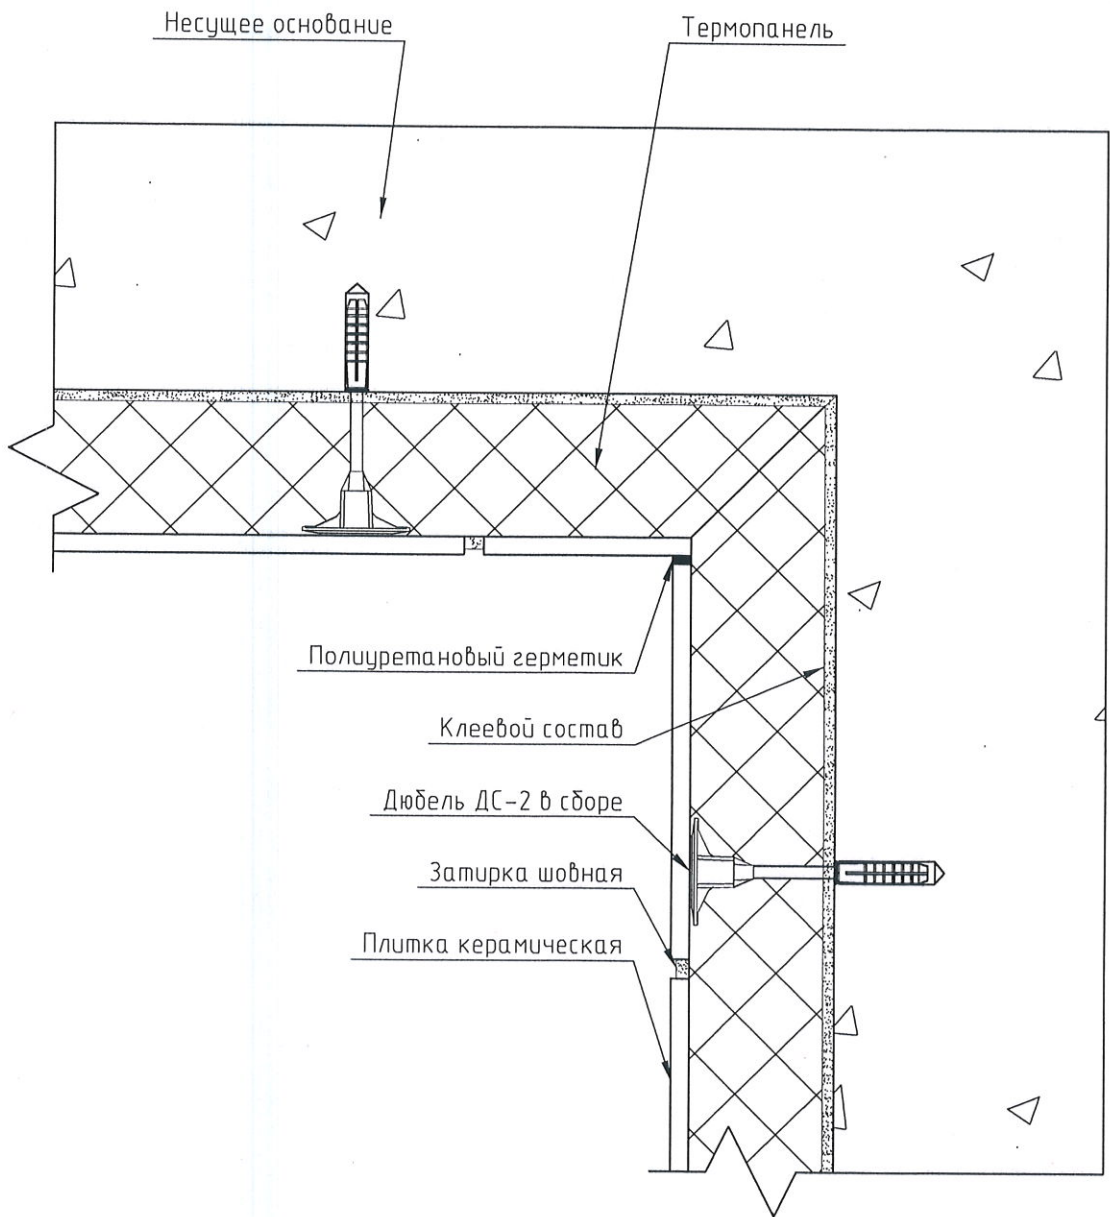 Несущее основание
Термопанель
Полиуретановый герметик
Клеевой состав
Дюбель ДС-2 в сборе
Затирка шовная
Плитка керамическая